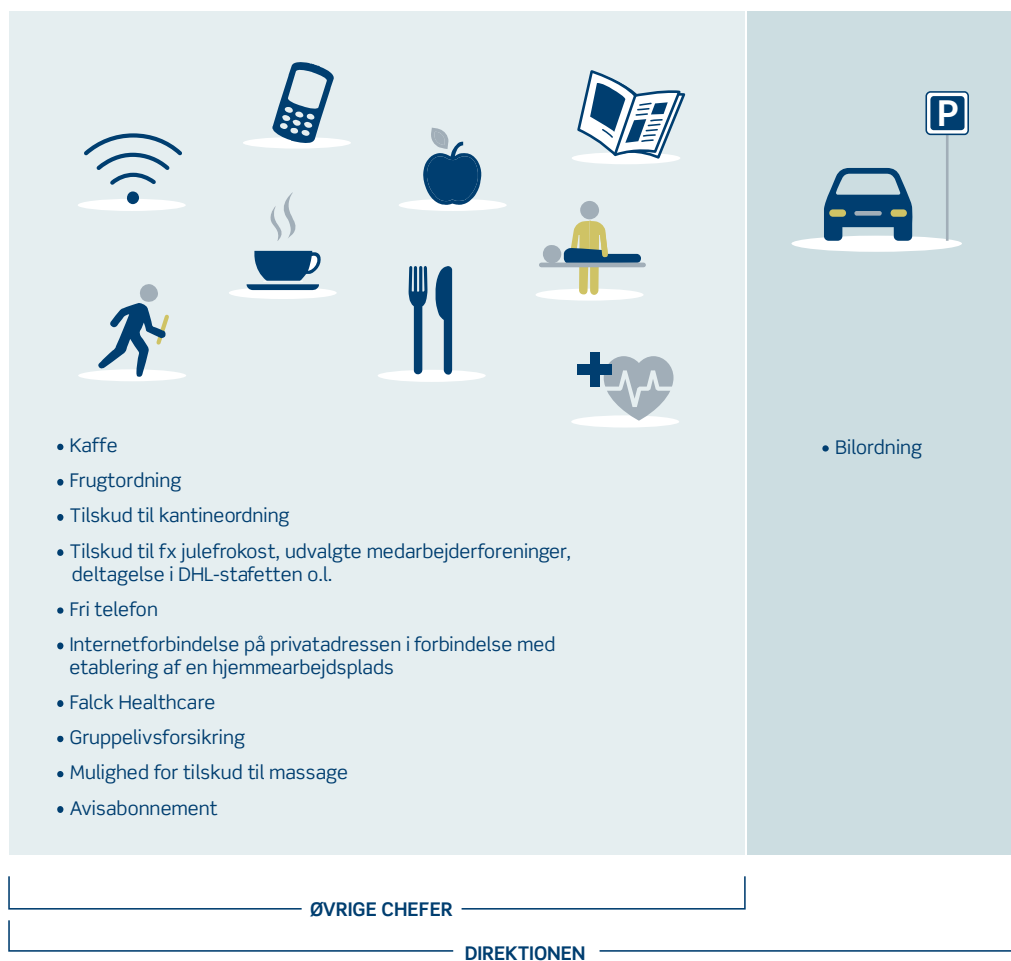 P
• Kaffe
• Frugtordning
• Tilskud til kantineordning
• Tilskud til fx julefrokost, udvalgte medarbejderforeninger,
deltagelse i DHL-stafetten o.l.
• Fri telefon
• Internetforbindelse på privatadressen i forbindelse med
etablering af en hjemmearbejdsplads
• Falck Healthcare
• Gruppelivsforsikring
• Mulighed for tilskud til massage
• Avisabonnement
• Bilordning
ØVRIGE CHEFER
DIREKTIONEN